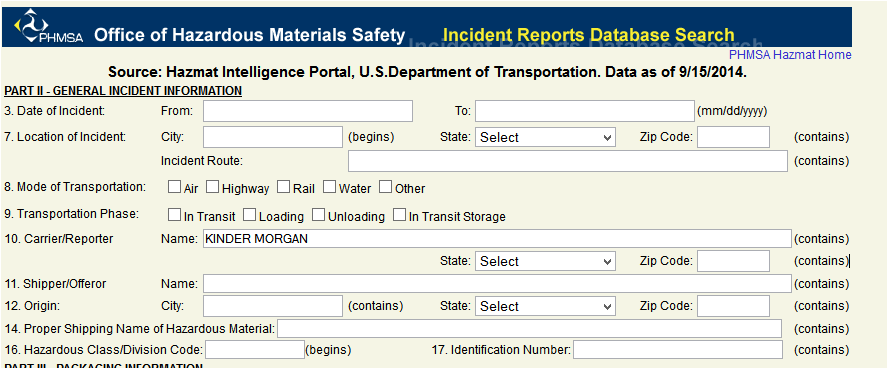 PHMSA Office of Hazardous Materials Safety Incident Reports Database Search
Incident Reports Database Search
PHMSA Hazmat Home
Source: Hazmat Intelligence Portal, U.S.Department of Transportation. Data as of 9/15/2014.
PART II - GENERAL INCIDENT INFORMATION
3. Date of Incident: From: To: (mm/dd/yyyy)
7. Location of Incident: City: (begins) State: Select Zip Code: (contains)
Incident Route: (contains)
8. Mode of Transportation: Air Highway Rail Water Other
9. Transportation Phase: In Transit Loading Unloading In Transit Storage
10. Carrier/Reporter Name: KINDER MORGAN (contains)
State: Select Zip Code: (contains)
11. Shipper/Offeror Name: (contains)
12. Origin: City: (contains) State: Select Zip Code: (contains)
14. Proper Shipping Name of Hazardous Material: (contains)
16. Hazardous Class/Division Code: (begins) 17. Identification Number: (contains)
PART III - PACKAGING INFORMATION